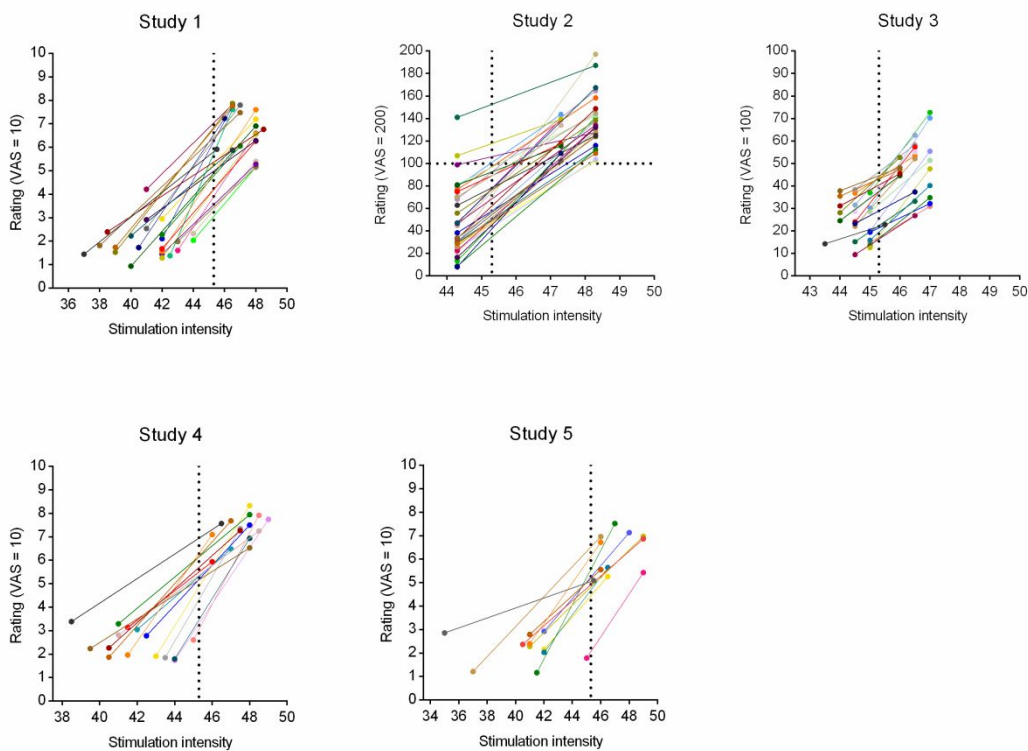 Study 1
Rating (VAS = 10)
10
9
8
7
6
5
4
3
2
1
0
36 38 40 42 44 46 48 50
Stimulation intensity
Study 2
Rating (VAS = 200)
200
180
160
140
120
100
80
60
40
20
0
44 45 46 47 48 49 50
Stimulation intensity
Study 3
Rating (VAS = 100)
100
90
80
70
60
50
40
30
20
10
0
43 44 45 46 47 48 49 50
Stimulation intensity
Study 4
Rating (VAS = 10)
10
9
8
7
6
5
4
3
2
1
0
38 40 42 44 46 48 50
Stimulation intensity
Study 5
Rating (VAS = 10)
10
9
8
7
6
5
4
3
2
1
0
34 36 38 40 42 44 46 48 50
Stimulation intensity